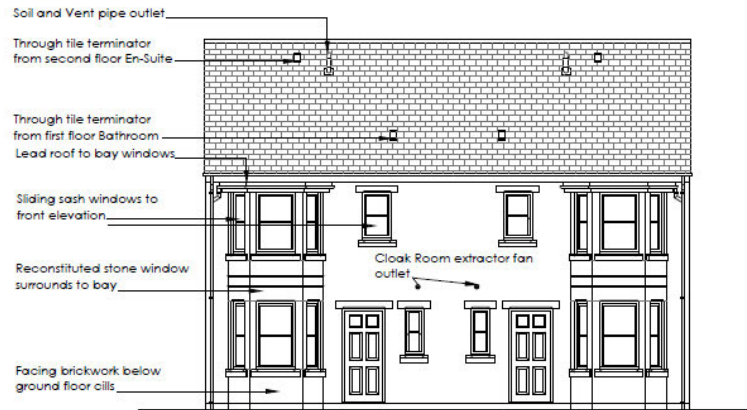 Soil and Vent pipe outlet
Through tile terminator
from second floor En-Suite
Through tile terminator
from first floor Bathroom
Lead roof to bay windows
Sliding sash windows to
front elevation
Cloak Room extractor fan
outlet
Reconstituted stone window
surrounds to bay
Facing brickwork below
ground floor cills